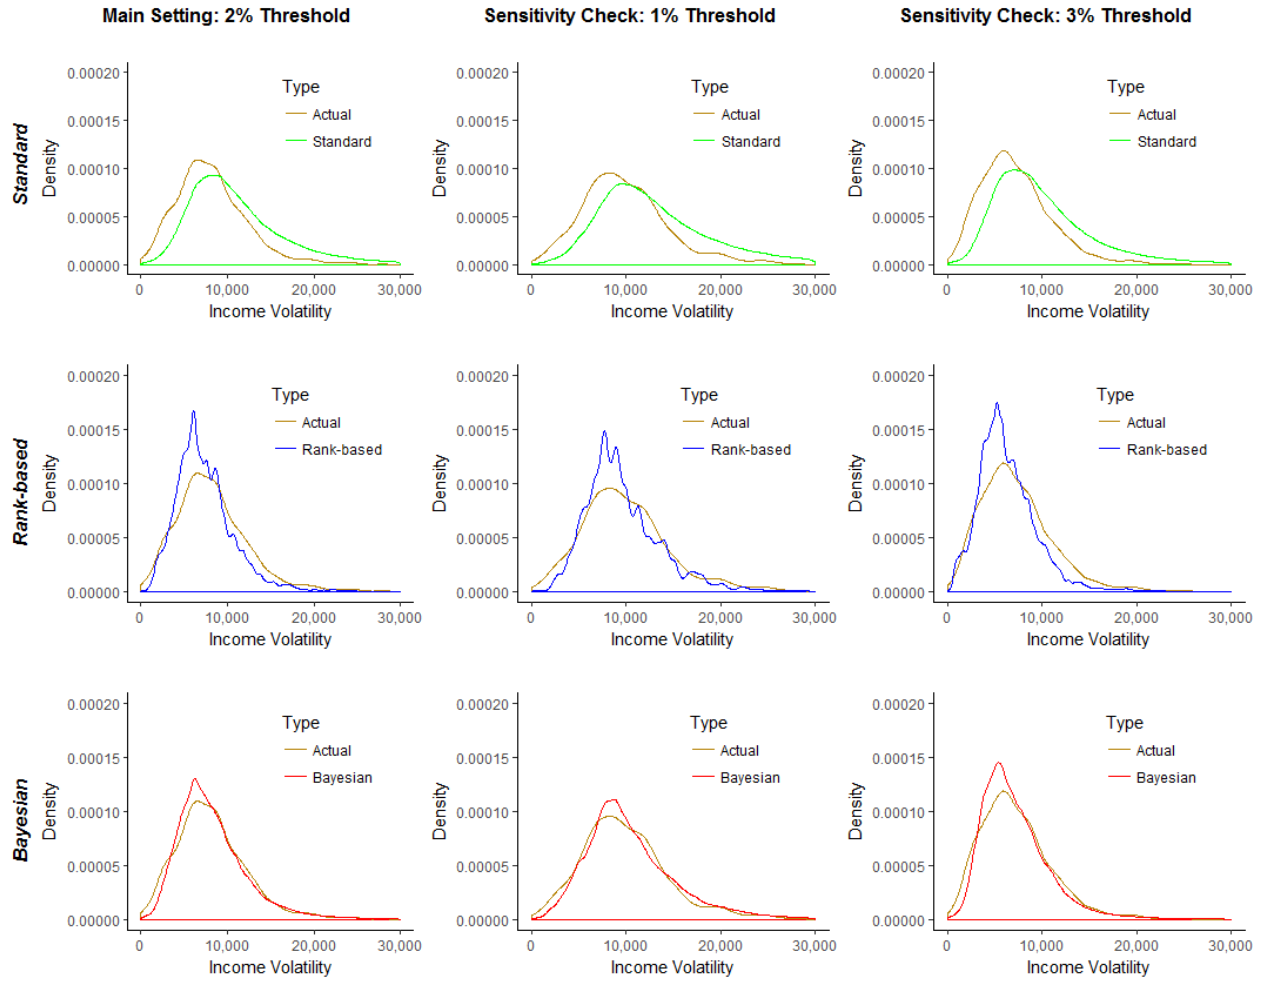 Main Setting: 2% Threshold
Sensitivity Check: 1% Threshold
Sensitivity Check: 3% Threshold
Standard
Density
0.00020
0.00015
0.00010
0.00005
0.00000
Type
Actual
Standard
0 10,000 20,000 30,000
Income Volatility
Density
0.00020
0.00015
0.00010
0.00005
0.00000
Type
Actual
Standard
0 10,000 20,000 30,000
Income Volatility
Density
0.00020
0.00015
0.00010
0.00005
0.00000
Type
Actual
Standard
0 10,000 20,000 30,000
Income Volatility
Rank-based
Density
0.00020
0.00015
0.00010
0.00005
0.00000
Type
Actual
Rank-based
0 10,000 20,000 30,000
Income Volatility
Density
0.00020
0.00015
0.00010
0.00005
0.00000
Type
Actual
Rank-based
0 10,000 20,000 30,000
Income Volatility
Density
0.00020
0.00015
0.00010
0.00005
0.00000
Type
Actual
Rank-based
0 10,000 20,000 30,000
Income Volatility
Bayesian
Density
0.00020
0.00015
0.00010
0.00005
0.00000
Type
Actual
Bayesian
0 10,000 20,000 30,000
Income Volatility
Density
0.00020
0.00015
0.00010
0.00005
0.00000
Type
Actual
Bayesian
0 10,000 20,000 30,000
Income Volatility
Density
0.00020
0.00015
0.00010
0.00005
0.00000
Type
Actual
Bayesian
0 10,000 20,000 30,000
Income Volatility